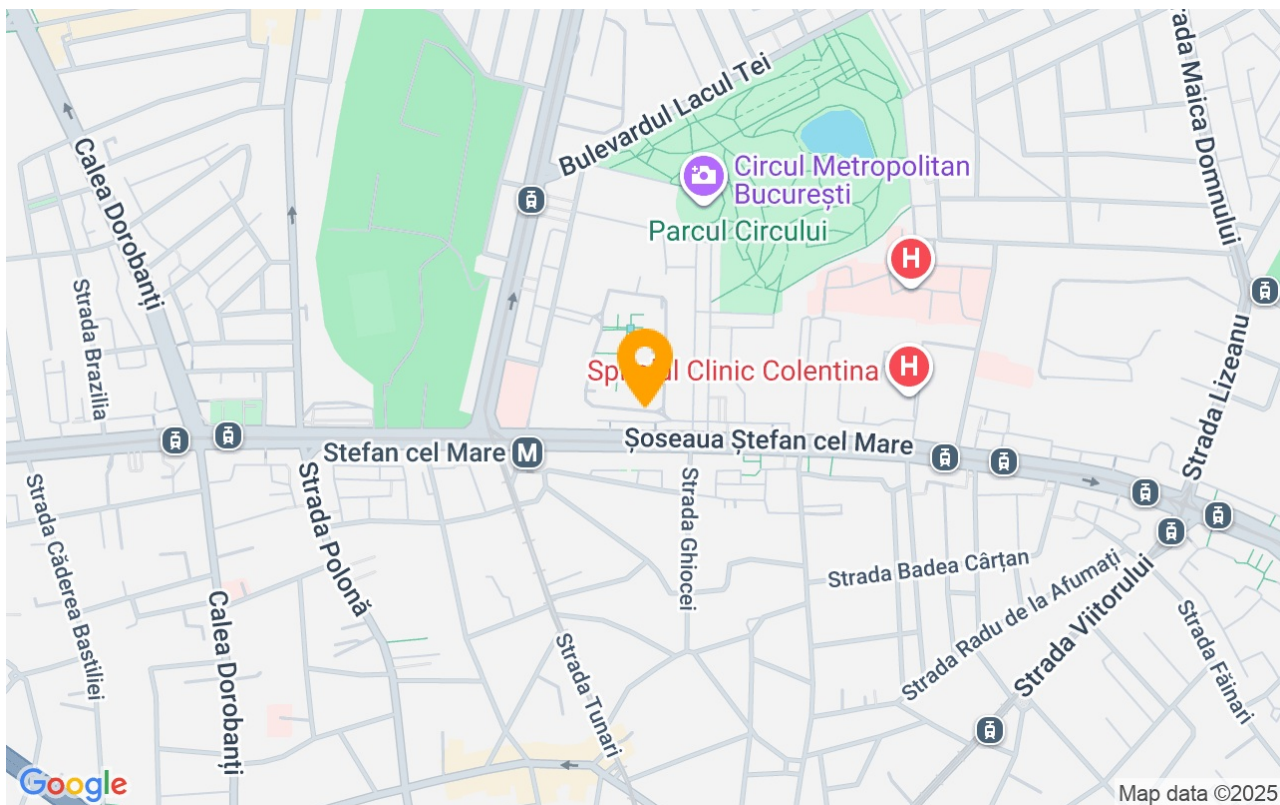 Bulevardul Lacul Tei
Strada Maica Domnului
Calea Dorobanți
Circul Metropolitan
București
Parcul Circului
H
Strada Brazilia
Strada Lizeanu
Clinic Colentina
H
Ștefan cel Mare
M
Șoseaua Ștefan cel Mare
Strada Căderea Bastiliei
Strada Polonă
Strada Ghiocei
Strada Badea Cârțan
Strada Radu de la Afumați
Strada Viitorului
Strada Făinari
Calea Dorobanți
Strada Tunari
Google
Map data ©2025